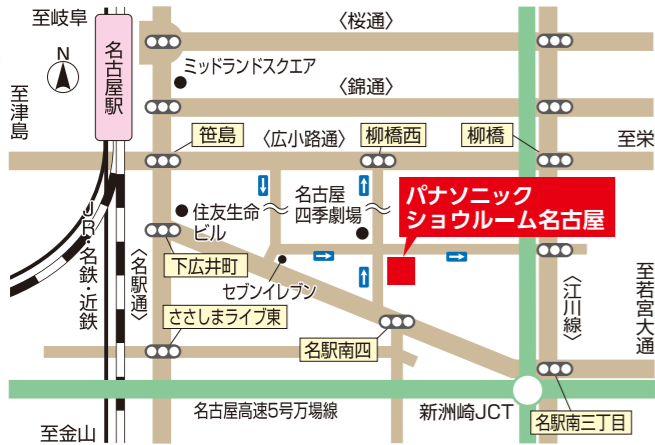 至岐阜
〈桜通〉
N
名古屋駅
ミッドランドスクエア
〈錦通〉
至津島
笹島
〈広小路通〉
柳橋西
柳橋
至栄
名古屋
四季劇場
パナソニック
ショウルーム名古屋
住友生命
ビル
JR・名鉄・近鉄
〈名駅通〉
下広井町
セブンイレブン
〈江川線〉
至若宮大通
ささしまライブ東
名駅南四
名古屋高速5号万場線
新洲崎JCT
名駅南三丁目
至金山